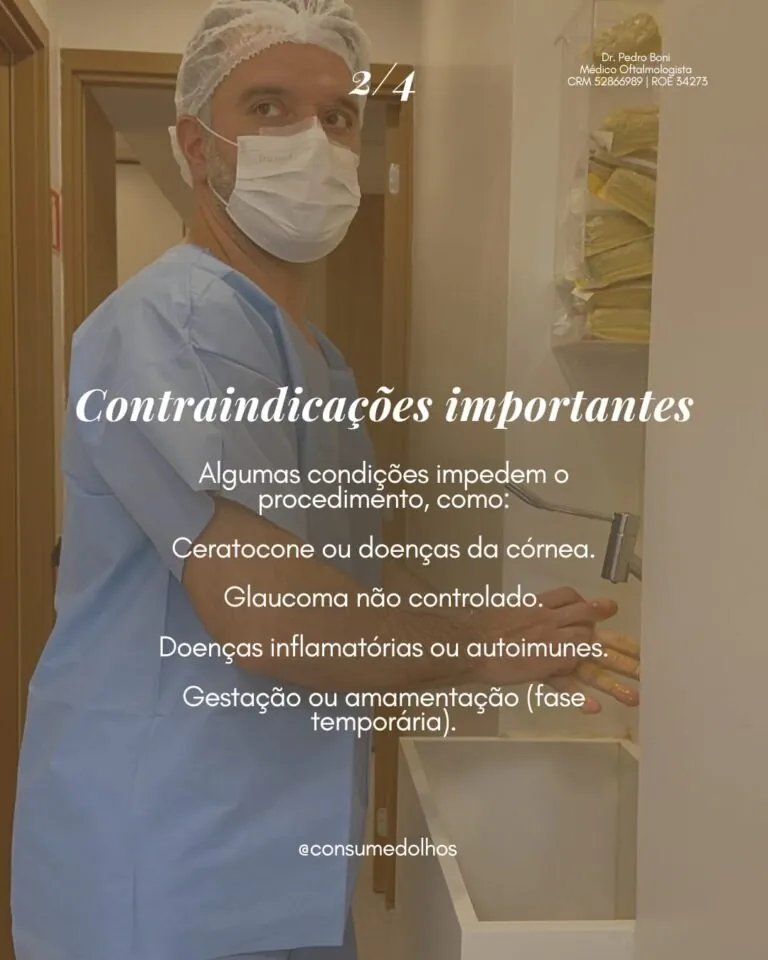 2/4
Dr. Pedro Boni
Médico Oftalmologista
CRM 52866989 | RQE 34273
Contraindicações importantes
Algumas condições impedem o
procedimento, como:
Ceratocone ou doenças da córnea.
Glaucoma não controlado.
Doenças inflamatórias ou autoimunes.
Gestação ou amamentação (fase
temporária).
@consumedolhos